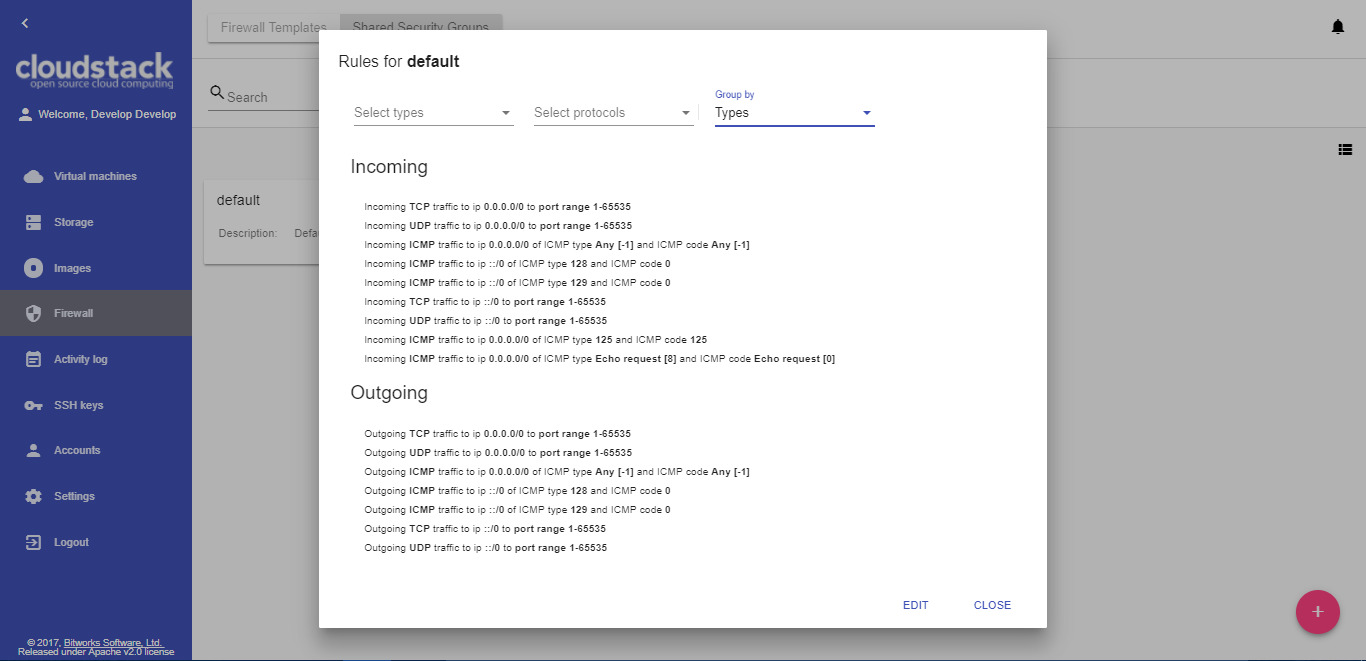 cloudstack
open source cloud computing
Welcome, Develop Develop
Virtual machines
Storage
Images
Firewall
Activity log
SSH keys
Accounts
Settings
Logout
© 2017, Bitworks Software, Ltd.
Released under Apache v2.0 license
Firewall Templates Shared Security Groups
Search
default
Description:
Rules for default
Group by
Select types Select protocols Types
Incoming
Incoming TCP traffic to ip 0.0.0.0/0 to port range 1-65535
Incoming UDP traffic to ip 0.0.0.0/0 to port range 1-65535
Incoming ICMP traffic to ip 0.0.0.0/0 of ICMP type Any [-1] and ICMP code Any [-1]
Incoming ICMP traffic to ip ::/0 of ICMP type 128 and ICMP code 0
Incoming ICMP traffic to ip ::/0 of ICMP type 129 and ICMP code 0
Incoming TCP traffic to ip ::/0 to port range 1-65535
Incoming UDP traffic to ip ::/0 to port range 1-65535
Incoming ICMP traffic to ip 0.0.0.0/0 of ICMP type 125 and ICMP code 125
Incoming ICMP traffic to ip 0.0.0.0/0 of ICMP type Echo request [8] and ICMP code Echo request [0]
Outgoing
Outgoing TCP traffic to ip 0.0.0.0/0 to port range 1-65535
Outgoing UDP traffic to ip 0.0.0.0/0 to port range 1-65535
Outgoing ICMP traffic to ip 0.0.0.0/0 of ICMP type Any [-1] and ICMP code Any [-1]
Outgoing ICMP traffic to ip ::/0 of ICMP type 128 and ICMP code 0
Outgoing ICMP traffic to ip ::/0 of ICMP type 129 and ICMP code 0
Outgoing TCP traffic to ip ::/0 to port range 1-65535
Outgoing UDP traffic to ip ::/0 to port range 1-65535
EDIT CLOSE